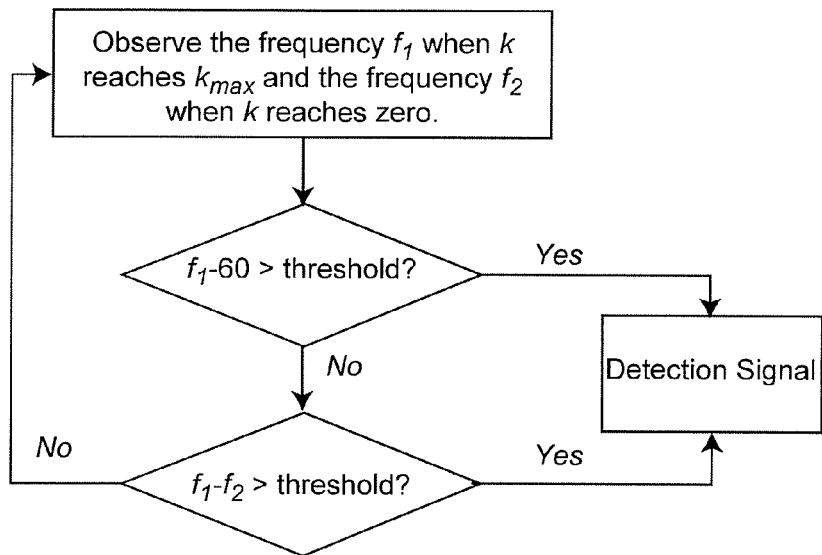 Observe the frequency f1 when k
reaches kmax and the frequency f2
when k reaches zero.
f1-60 > threshold?
Yes
Detection Signal
No
f1-f2 > threshold?
Yes
No